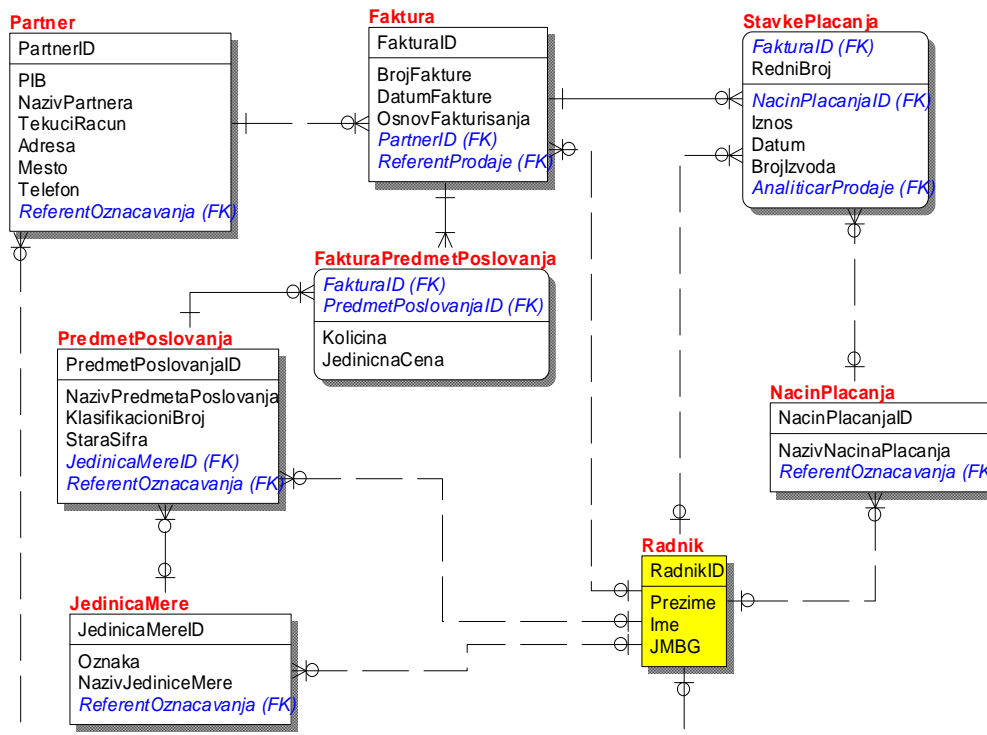 Partner
PartnerID
PIB
NazivPartnera
TekuciRacun
Adresa
Mesto
Telefon
ReferentOznacavanja (FK)
Faktura
FakturaID
BrojFakture
DatumFakture
OsnovFakturisanja
PartnerID (FK)
ReferentProdaje (FK)
StavkePlacanja
FakturaID (FK)
RedniBroj
NacinPlacanjaID (FK)
Iznos
Datum
BrojIzvoda
AnaliticarProdaje (FK)
FakturaPredmetPoslovanja
FakturaID (FK)
PredmetPoslovanjaID (FK)
Kolicina
JedinicnaCena
PredmetPoslovanja
PredmetPoslovanjaID
NazivPredmetaPoslovanja
KlasifikacioniBroj
StaraSifra
JedinicaMereID (FK)
ReferentOznacavanja (FK)
NacinPlacanja
NacinPlacanjaID
NazivNacinaPlacanja
ReferentOznacavanja (FK
Radnik
RadnikID
Prezime
Ime
JMBG
JedinicaMere
JedinicaMereID
Oznaka
NazivJediniceMere
ReferentOznacavanja (FK)